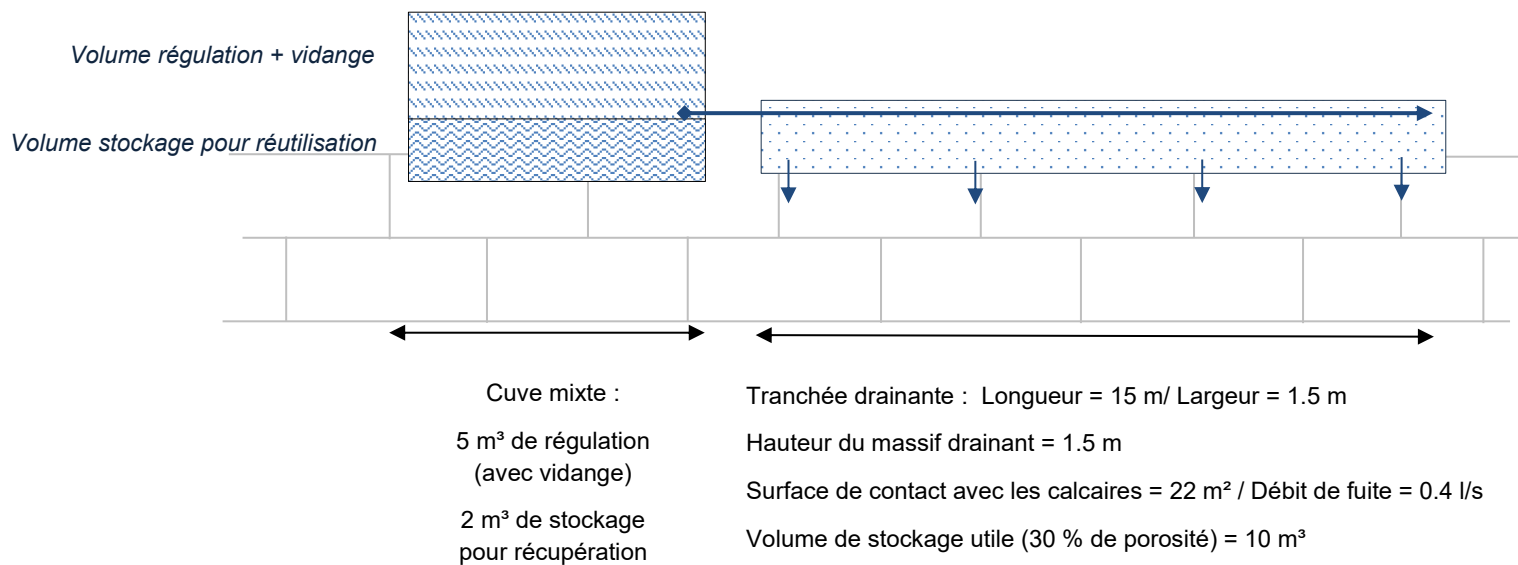 Volume régulation + vidange
Volume stockage pour réutilisation
Cuve mixte :
5 m³ de régulation
(avec vidange)
2 m³ de stockage
pour récupération
Tranchée drainante : Longueur = 15 m/ Largeur = 1.5 m
Hauteur du massif drainant = 1.5 m
Surface de contact avec les calcaires = 22 m² / Débit de fuite = 0.4 l/s
Volume de stockage utile (30 % de porosité) = 10 m³